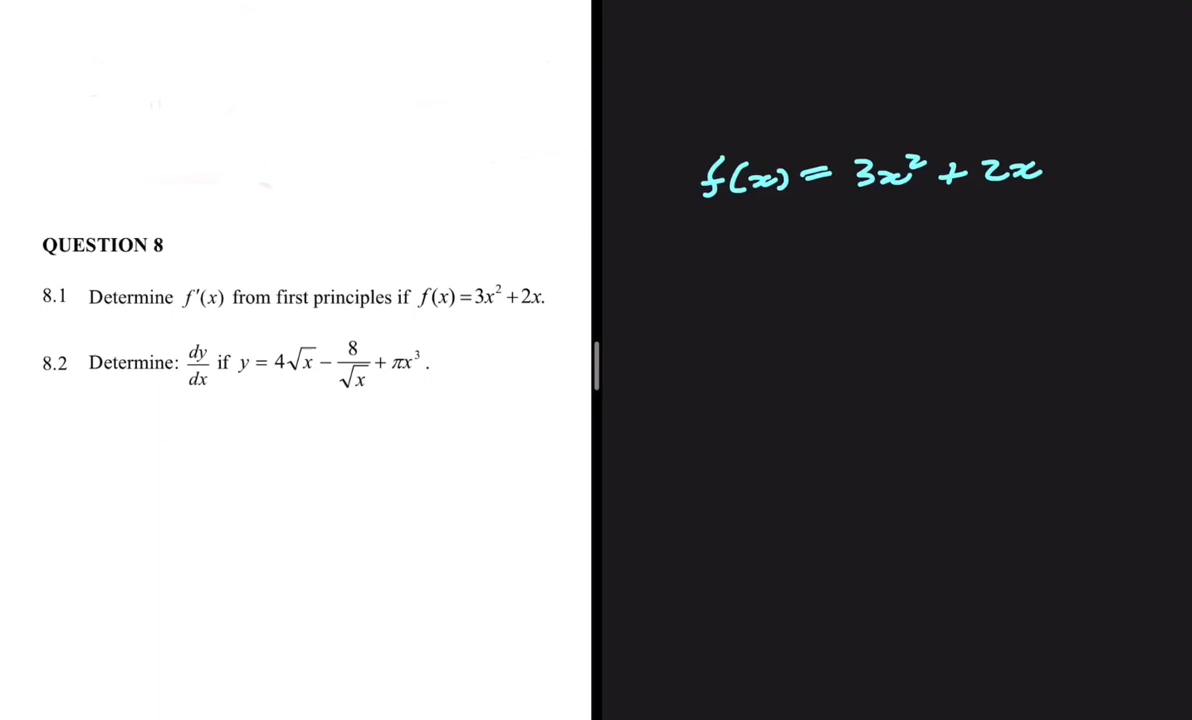 QUESTION 8
8.1 Determine f'(x) from first principles if f(x)=3x²+2x.
8.2 Determine: dy/dx if y = 4√x − 8/√x + πx³.
f(x) = 3x² + 2x